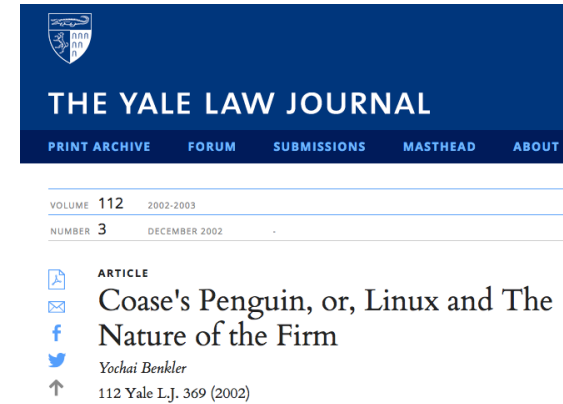 THE YALE LAW JOURNAL
PRINT ARCHIVE FORUM SUBMISSIONS MASTHEAD ABOUT
VOLUME 112 2002-2003
NUMBER 3 DECEMBER 2002
ARTICLE
Coase's Penguin, or, Linux and The
Nature of the Firm
Yochai Benkler
112 Yale L.J. 369 (2002)